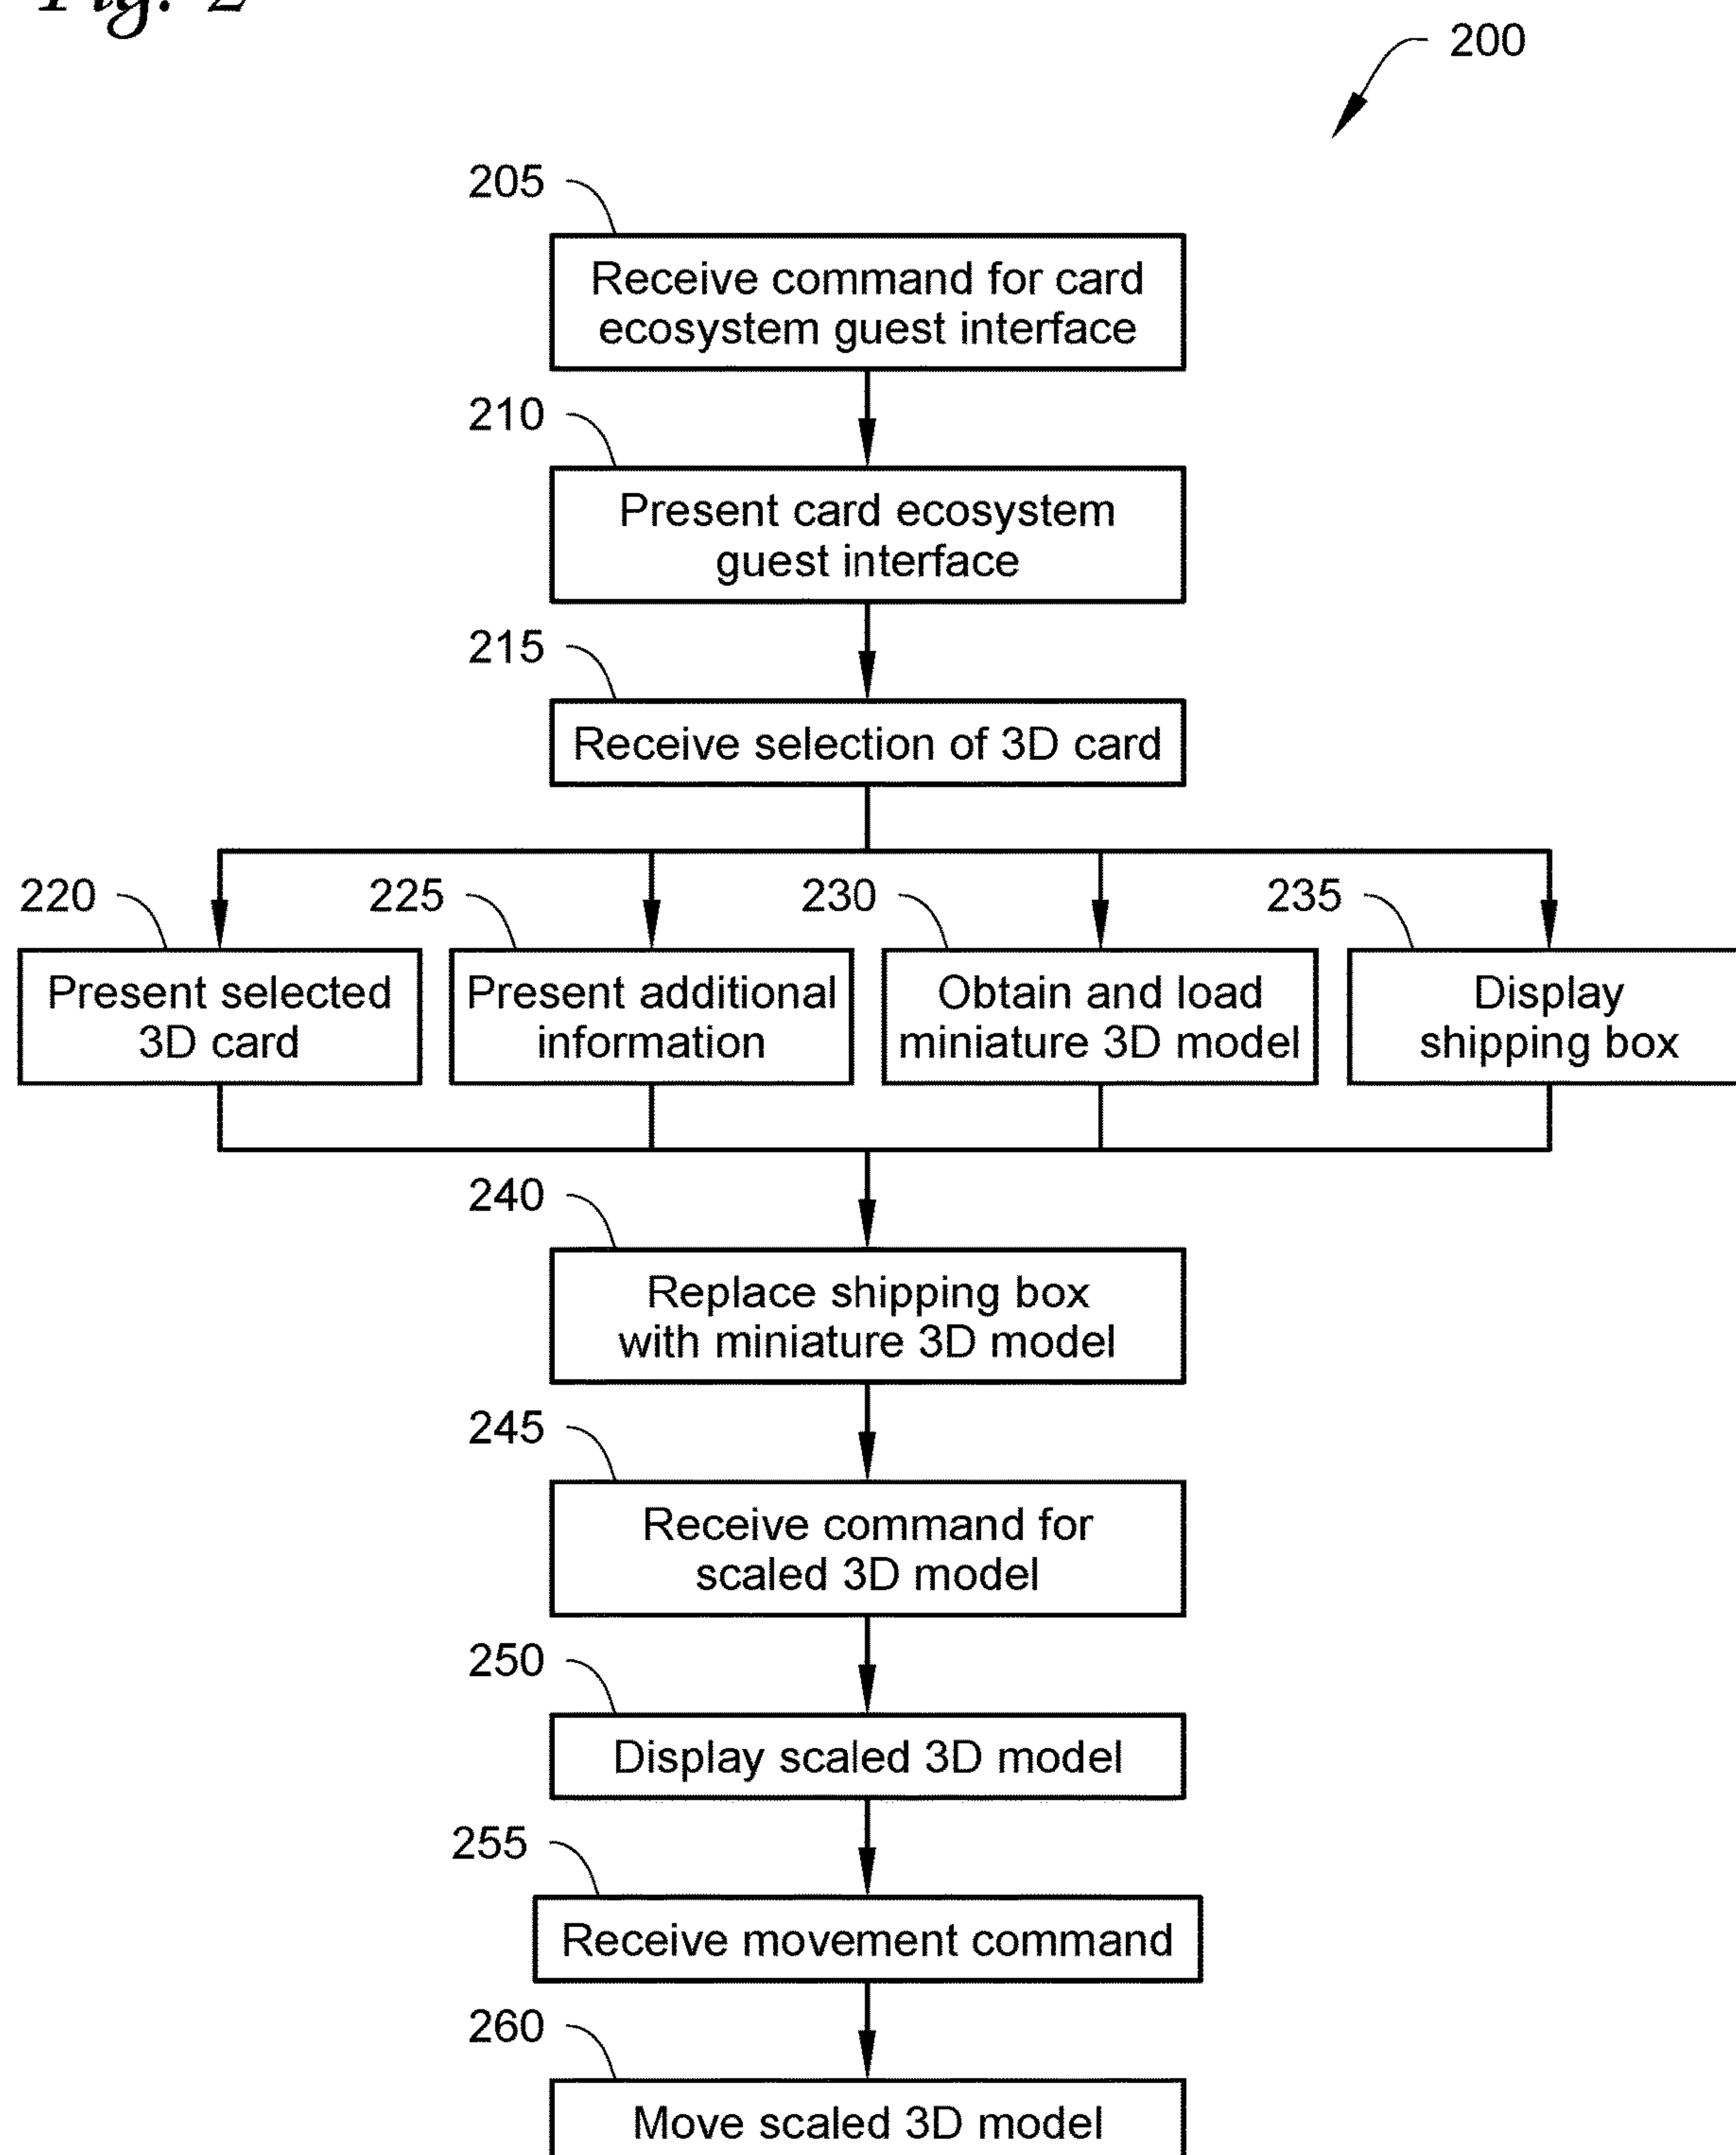 Fig. 2
200
205
Receive command for card
ecosystem guest interface
210
Present card ecosystem
guest interface
215
Receive selection of 3D card
220
Present selected
3D card
225
Present additional
information
230
Obtain and load
miniature 3D model
235
Display
shipping box
240
Replace shipping box
with miniature 3D model
245
Receive command for
scaled 3D model
250
Display scaled 3D model
255
Receive movement command
260
Move scaled 3D model